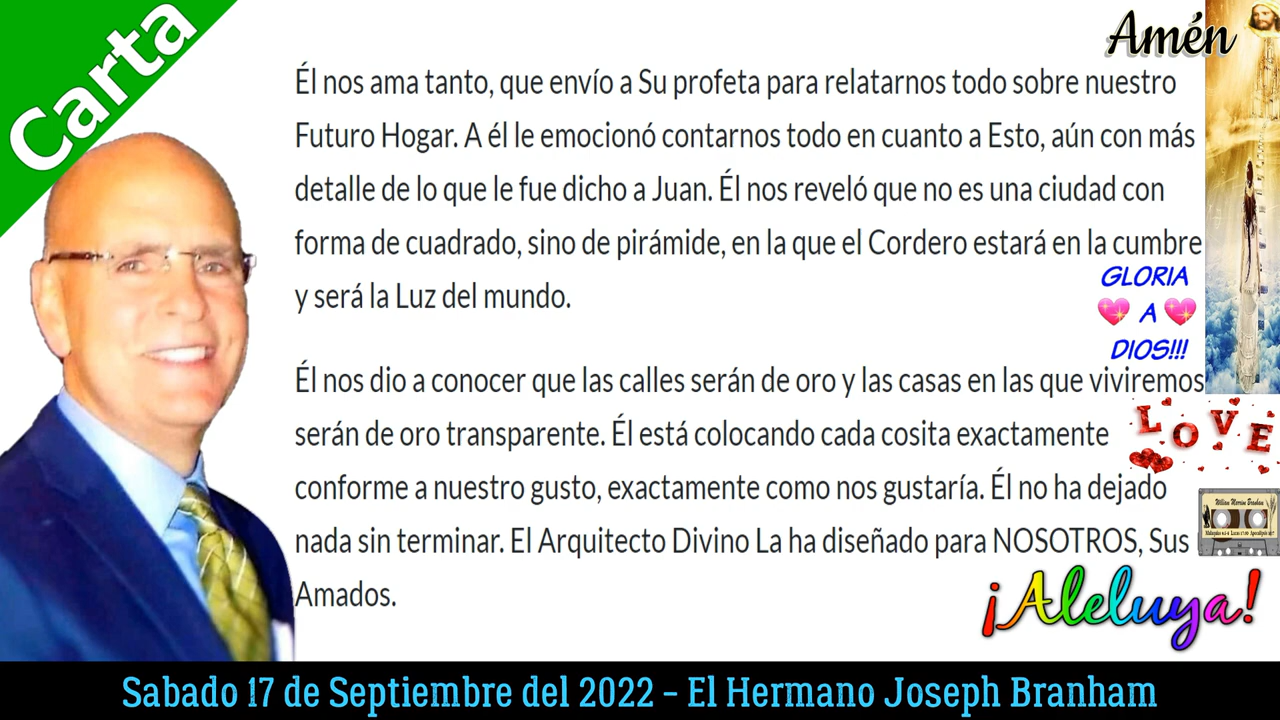 Carta
Amén
Él nos ama tanto, que envío a Su profeta para relatarnos todo sobre nuestro
Futuro Hogar. A él le emocionó contarnos todo en cuanto a Esto, aún con más
detalle de lo que le fue dicho a Juan. Él nos reveló que no es una ciudad con
forma de cuadrado, sino de pirámide, en la que el Cordero estará en la cumbre
y será la Luz del mundo.
GLORIA
A
DIOS!!!
Él nos dio a conocer que las calles serán de oro y las casas en las que viviremos
serán de oro transparente. Él está colocando cada cosita exactamente
conforme a nuestro gusto, exactamente como nos gustaría. Él no ha dejado
nada sin terminar. El Arquitecto Divino La ha diseñado para NOSOTROS, Sus
Amados.
LOVE
William Marrion Branham
¡Aleluya!
Sabado 17 de Septiembre del 2022 - El Hermano Joseph Branham